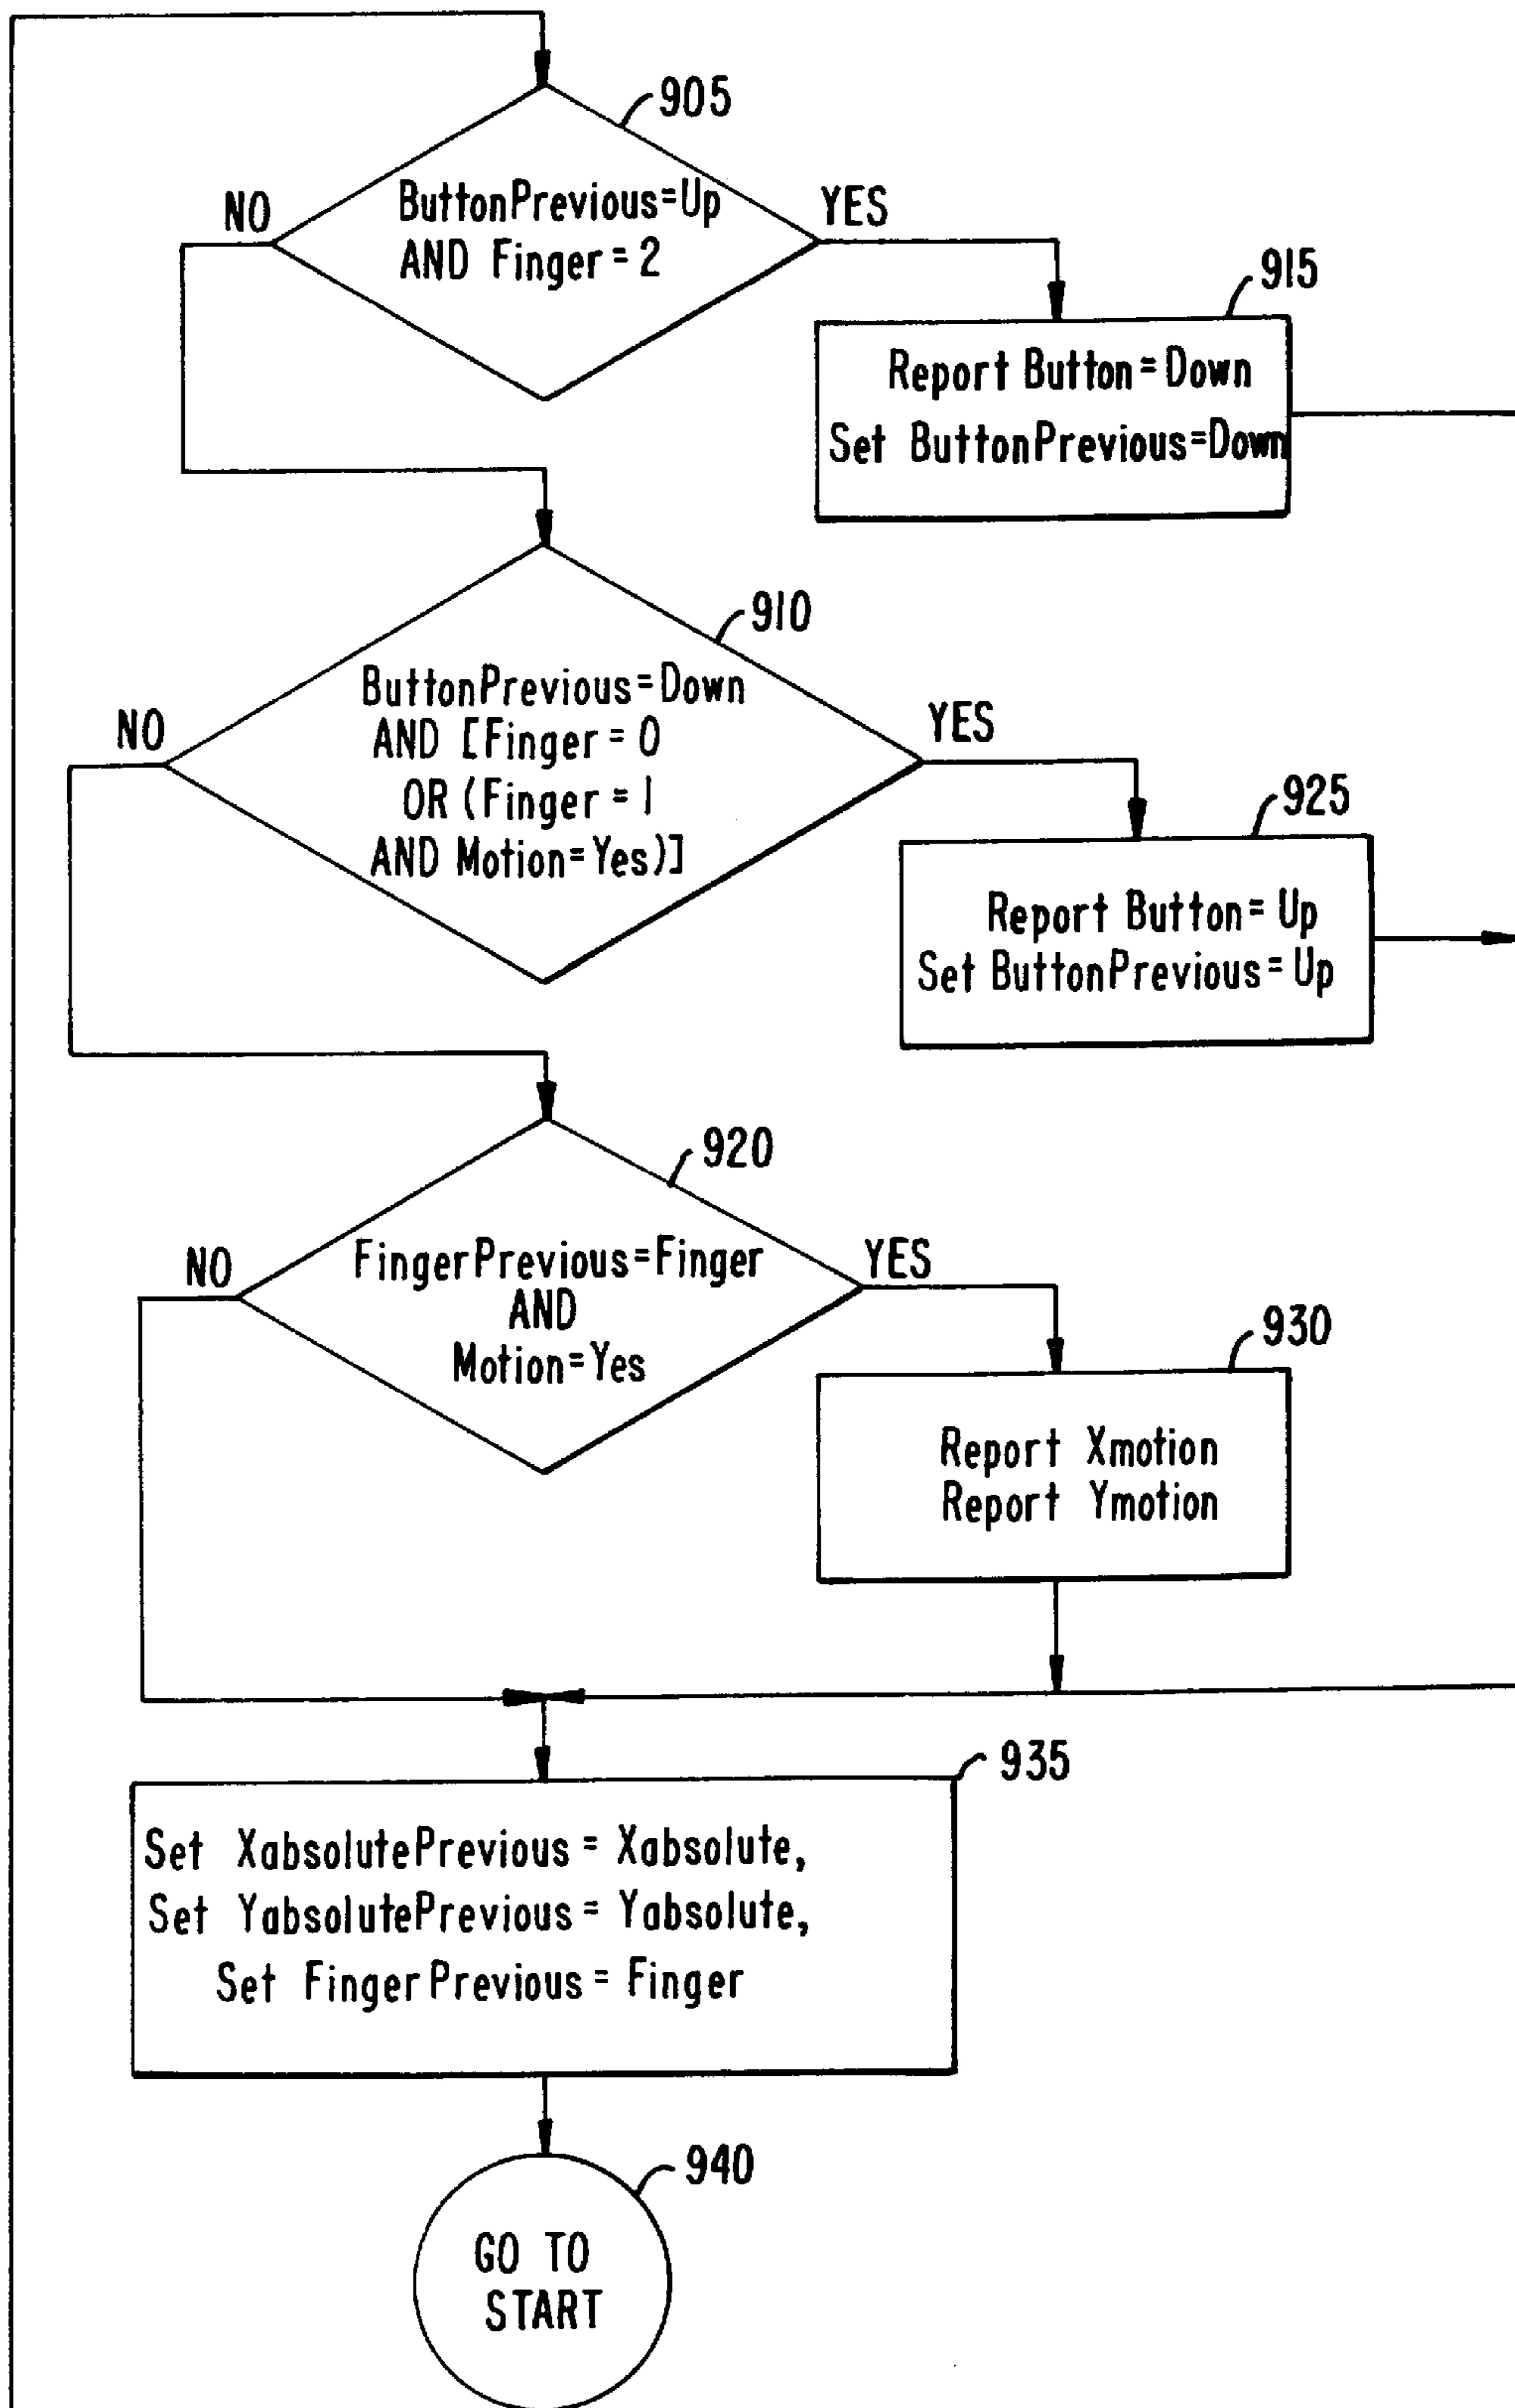 905
ButtonPrevious=Up
AND Finger=2
NO
YES
915
Report Button=Down
Set ButtonPrevious=Down
910
ButtonPrevious=Down
AND [Finger=0
OR (Finger=1
AND Motion=Yes)]
NO
YES
925
Report Button=Up
Set ButtonPrevious=Up
920
FingerPrevious=Finger
AND
Motion=Yes
NO
YES
930
Report Xmotion
Report Ymotion
935
Set XabsolutePrevious = Xabsolute,
Set YabsolutePrevious = Yabsolute,
Set FingerPrevious = Finger
940
GO TO
START